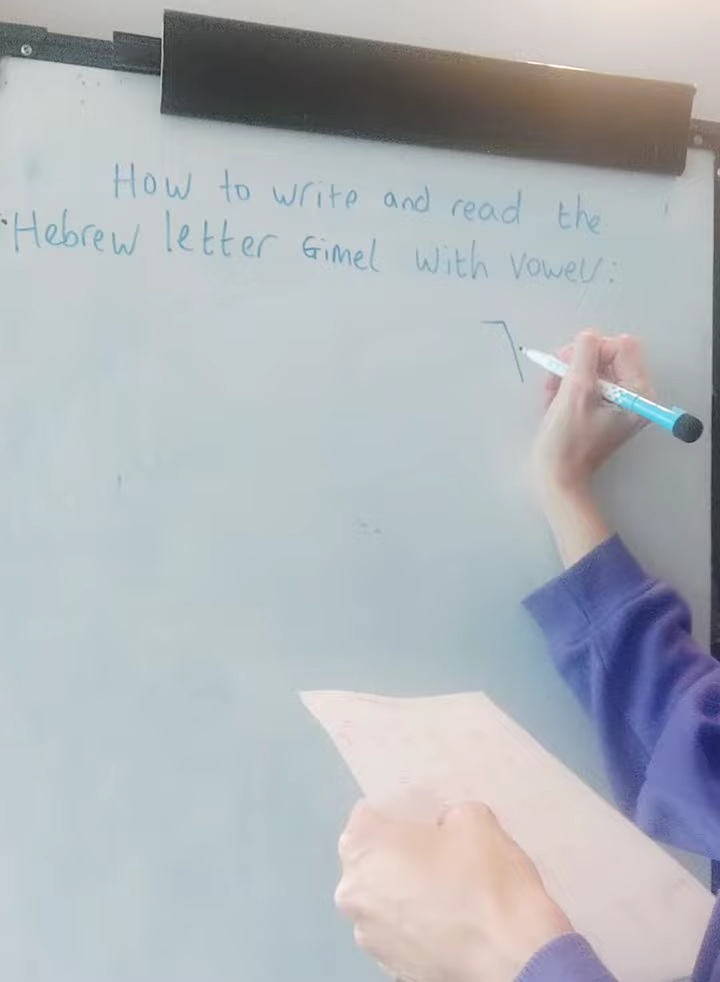 How to write and read the
Hebrew letter Gimel with vowels: